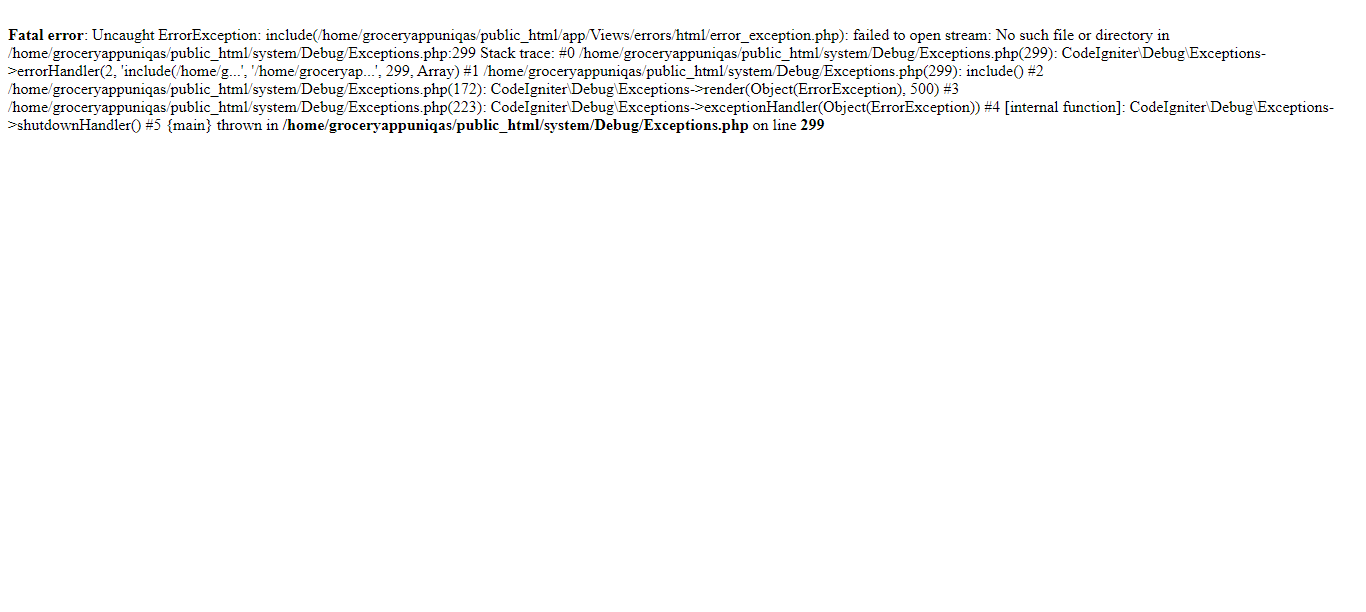 Fatal error: Uncaught ErrorException: include(/home/groceryappuniqas/public_html/app/Views/errors/html/error_exception.php): failed to open stream: No such file or directory in
/home/groceryappuniqas/public_html/system/Debug/Exceptions.php:299 Stack trace: #0 /home/groceryappuniqas/public_html/system/Debug/Exceptions.php(299): CodeIgniter\Debug\Exceptions-
>errorHandler(2, 'include(/home/g...', '/home/groceryap...', 299, Array) #1 /home/groceryappuniqas/public_html/system/Debug/Exceptions.php(299): include() #2
/home/groceryappuniqas/public_html/system/Debug/Exceptions.php(172): CodeIgniter\Debug\Exceptions->render(Object(ErrorException), 500) #3
/home/groceryappuniqas/public_html/system/Debug/Exceptions.php(223): CodeIgniter\Debug\Exceptions->exceptionHandler(Object(ErrorException)) #4 [internal function]: CodeIgniter\Debug\Exceptions-
>shutdownHandler() #5 {main} thrown in /home/groceryappuniqas/public_html/system/Debug/Exceptions.php on line 299